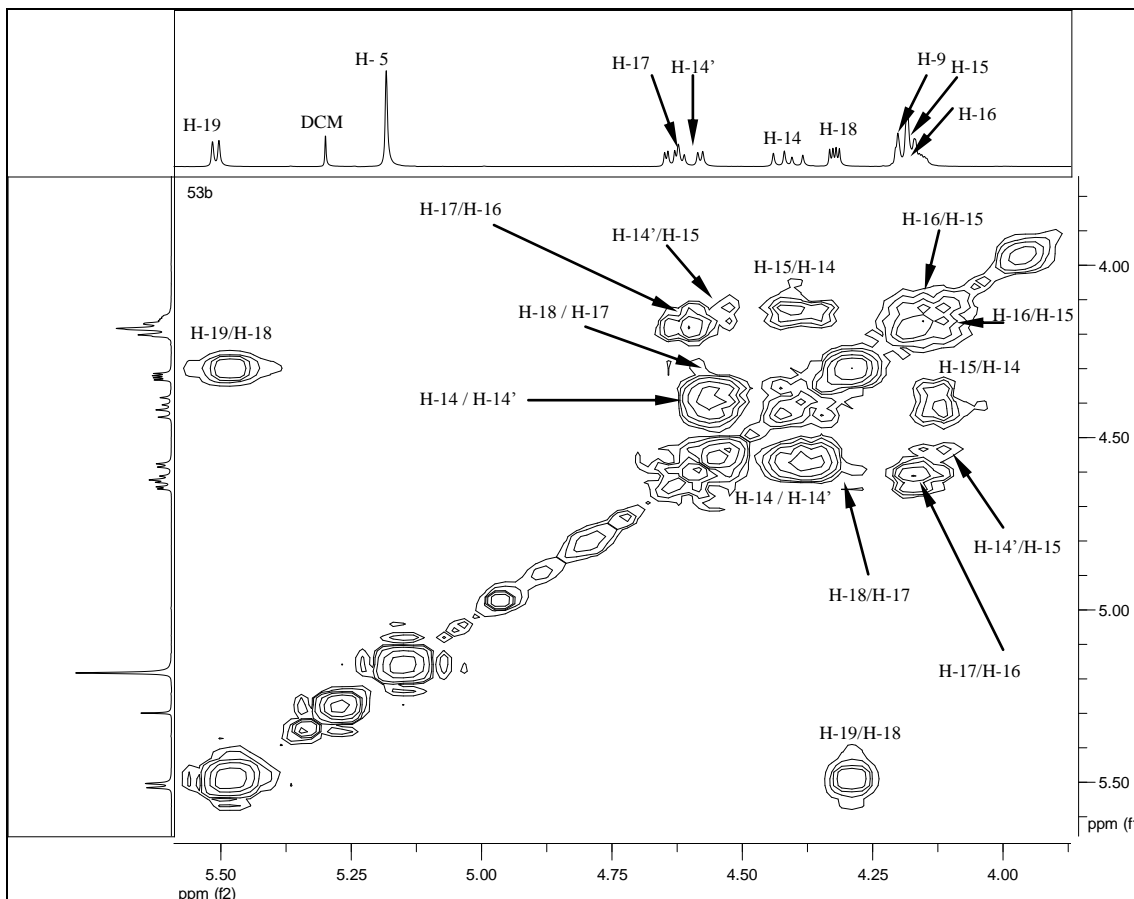 H- 5
H-17
H-14’
H-9
H-15
H-16
H-19
DCM
H-14
H-18
53b
H-17/H-16
H-14’/H-15
H-15/H-14
H-16/H-15
H-18 / H-17
H-19/H-18
H-16/H-15
H-15/H-14
H-14 / H-14’
H-14 / H-14’
H-14’/H-15
H-18/H-17
H-17/H-16
H-19/H-18
4.00
4.50
5.00
5.50
ppm (f1
5.50
5.25
5.00
4.75
4.50
4.25
4.00
ppm (f2)